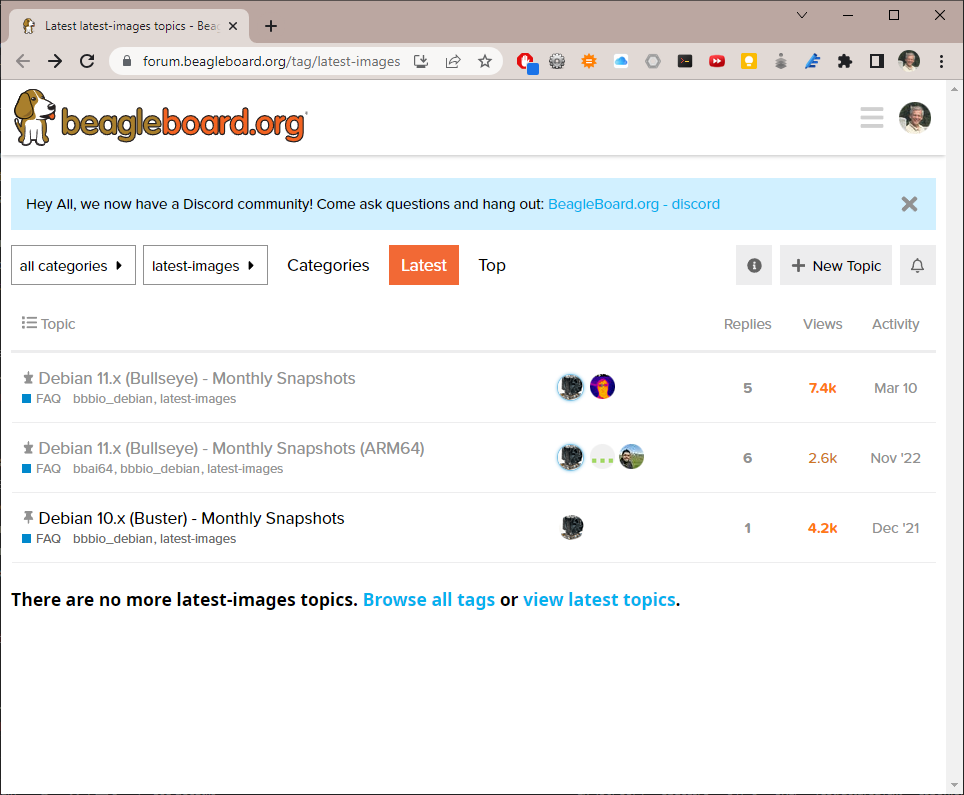 Latest latest-images topics - Beag
forum.beagleboard.org/tag/latest-images
beagleboard.org
Hey All, we now have a Discord community! Come ask questions and hang out: BeagleBoard.org - discord
all categories latest-images Categories Latest Top New Topic
Topic Replies Views Activity
Debian 11.x (Bullseye) - Monthly Snapshots 5 7.4k Mar 10
FAQ bbbio_debian, latest-images
Debian 11.x (Bullseye) - Monthly Snapshots (ARM64) 6 2.6k Nov '22
FAQ bbai64, bbbio_debian, latest-images
Debian 10.x (Buster) - Monthly Snapshots 1 4.2k Dec '21
FAQ bbbio_debian, latest-images
There are no more latest-images topics. Browse all tags or view latest topics.